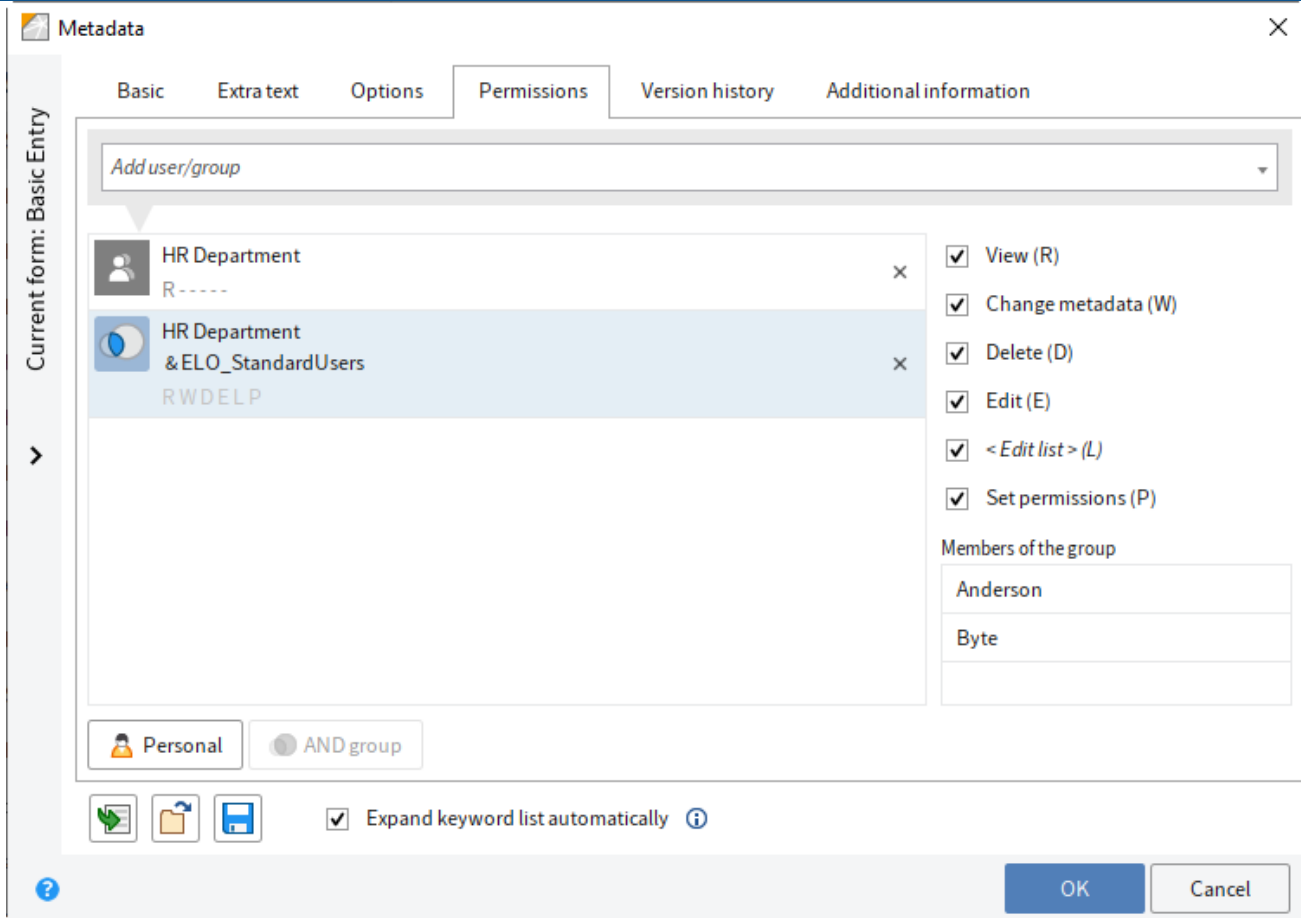 Metadata
Current form: Basic Entry
Basic
Extra text
Options
Permissions
Version history
Additional information
Add user/group
HR Department
R - - - - -
HR Department
& ELO_StandardUsers
R W D E L P
View (R)
Change metadata (W)
Delete (D)
Edit (E)
< Edit list > (L)
Set permissions (P)
Members of the group
Anderson
Byte
Personal
AND group
Expand keyword list automatically
OK
Cancel